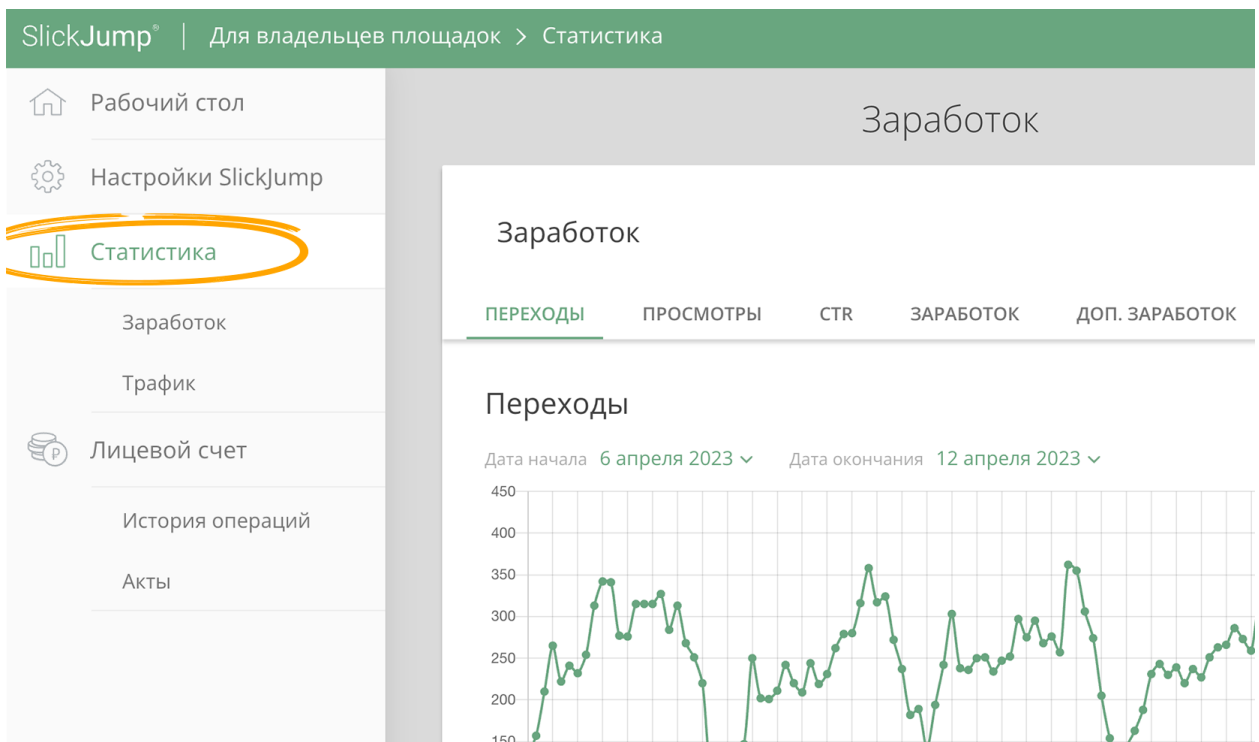 SlickJump® | Для владельцев площадок > Статистика
Рабочий стол
Настройки SlickJump
Статистика
Заработок
Трафик
Лицевой счет
История операций
Акты
Заработок
Заработок
ПЕРЕХОДЫ ПРОСМОТРЫ CTR ЗАРАБОТОК ДОП. ЗАРАБОТОК
Переходы
Дата начала 6 апреля 2023 Дата окончания 12 апреля 2023
450
400
350
300
250
200
150